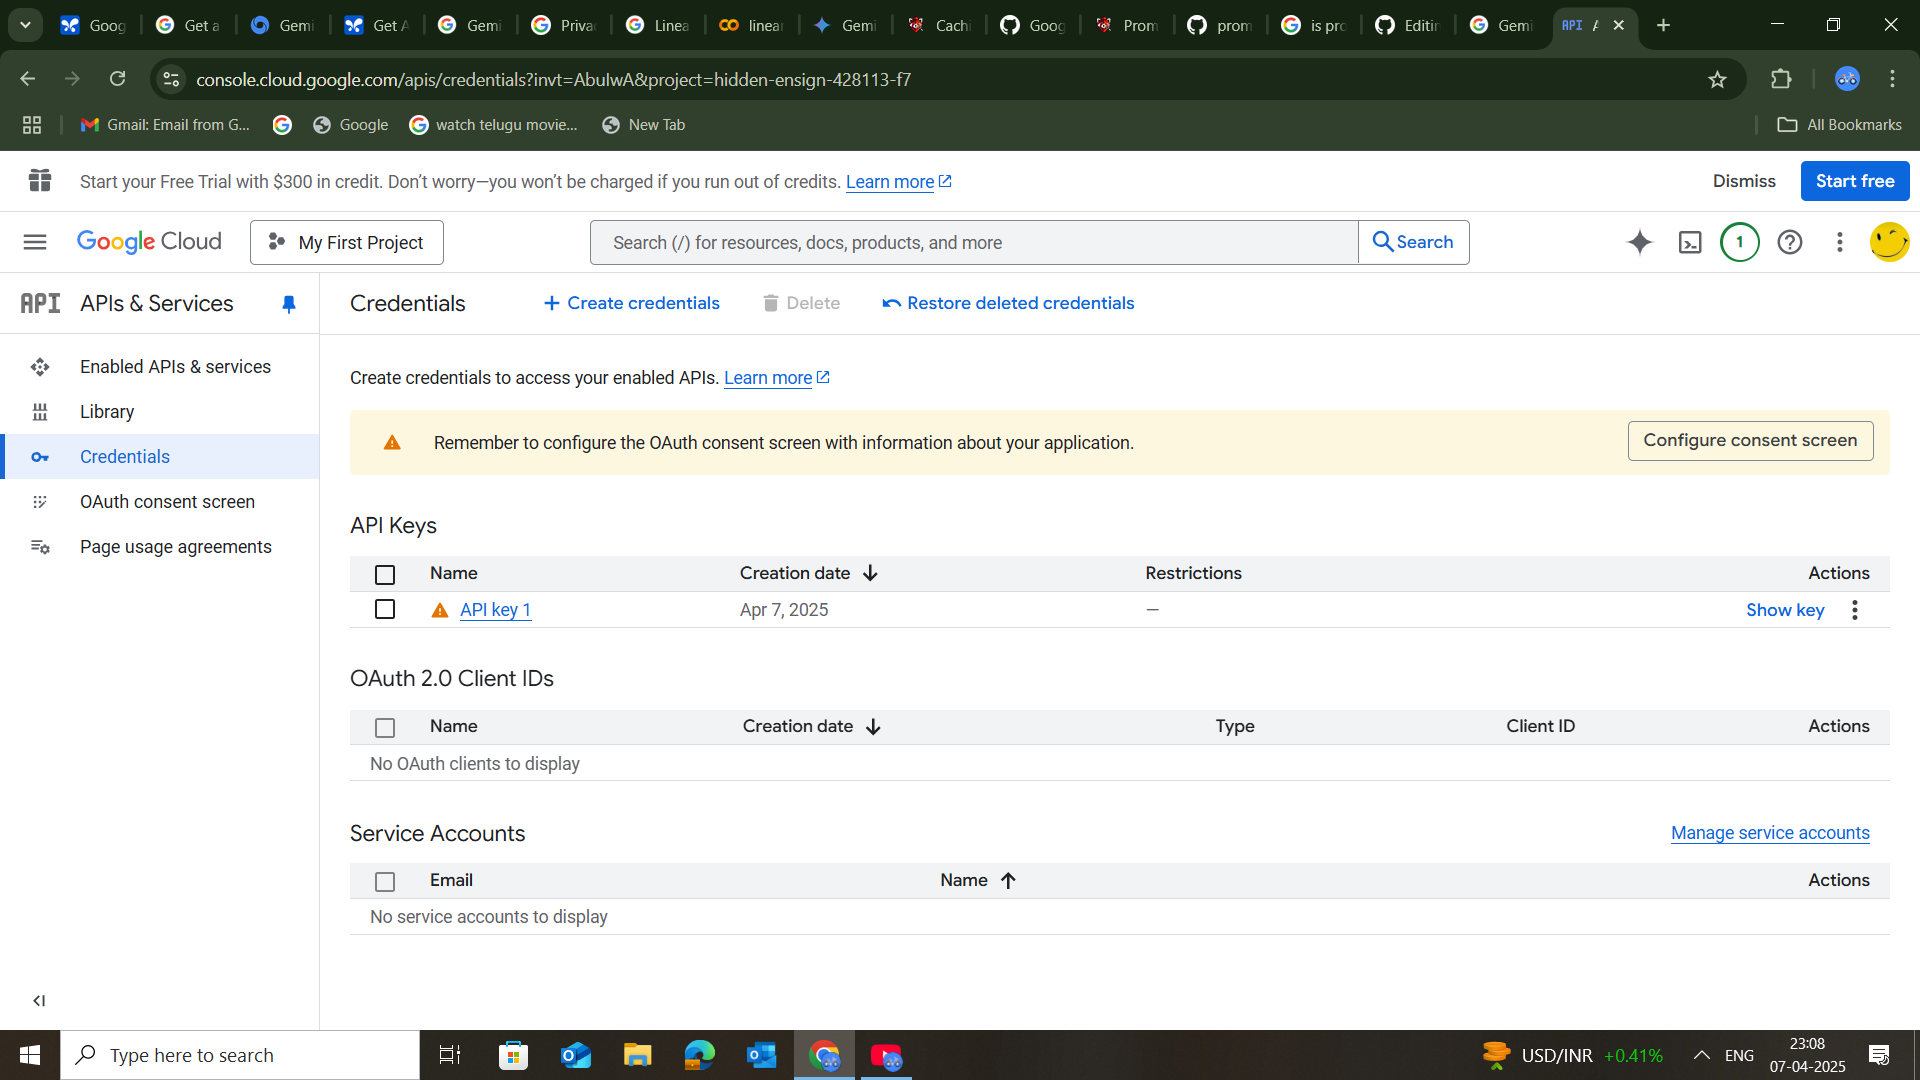 Goog
Get a
Gemi
Get A
Gemi
Priva
Linea
linear
Gemi
Cachi
Goog
Prom
prom
is pro
Editin
Gemi
API
console.cloud.google.com/apis/credentials?invt=AbulwA&project=hidden-ensign-428113-f7
Gmail: Email from G...
Google
watch telugu movie...
New Tab
All Bookmarks
Start your Free Trial with $300 in credit. Don't worry—you won't be charged if you run out of credits. Learn more
Dismiss
Start free
Google Cloud
My First Project
Search (/) for resources, docs, products, and more
Search
1
API APIs & Services
Credentials
+ Create credentials
Delete
Restore deleted credentials
Enabled APIs & services
Library
Credentials
OAuth consent screen
Page usage agreements
Create credentials to access your enabled APIs. Learn more
Remember to configure the OAuth consent screen with information about your application.
Configure consent screen
API Keys
Name Creation date Restrictions Actions
API key 1 Apr 7, 2025 — Show key
OAuth 2.0 Client IDs
Name Creation date Type Client ID Actions
No OAuth clients to display
Service Accounts
Manage service accounts
Email Name Actions
No service accounts to display
Type here to search
USD/INR +0.41%
ENG
23:08
07-04-2025